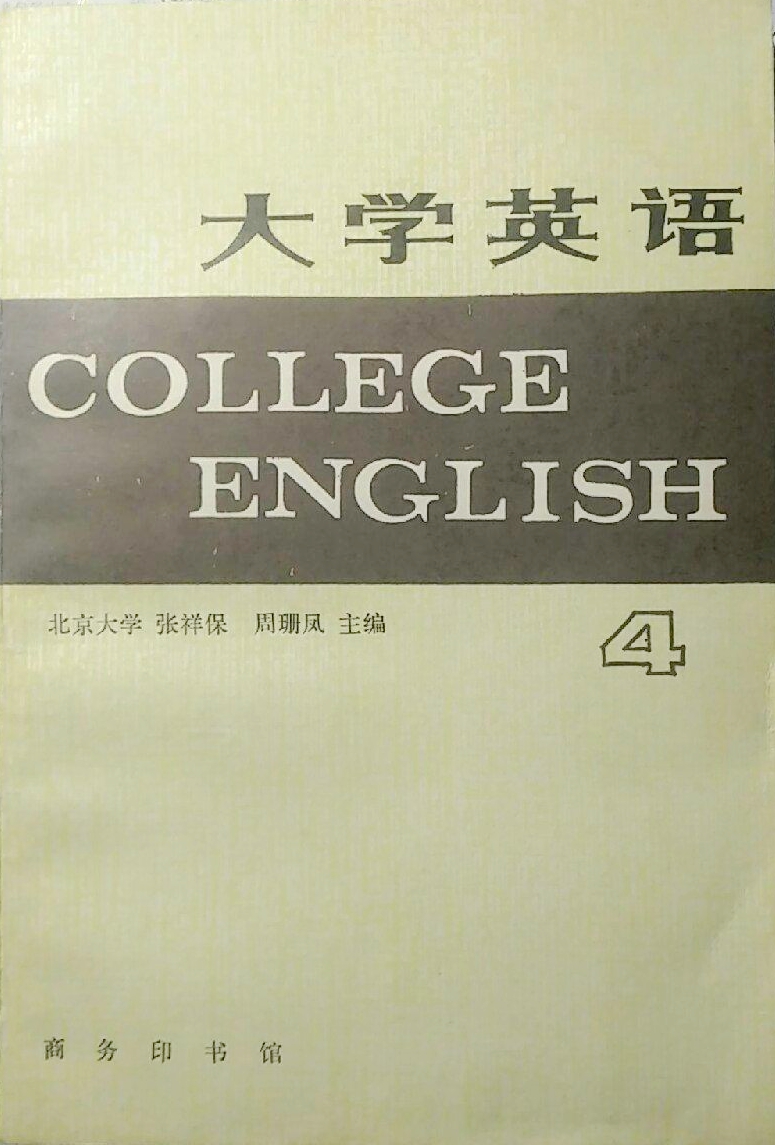 大学英语
COLLEGE
ENGLISH
北京大学 张祥保 周珊凤 主编
4
商务印书馆